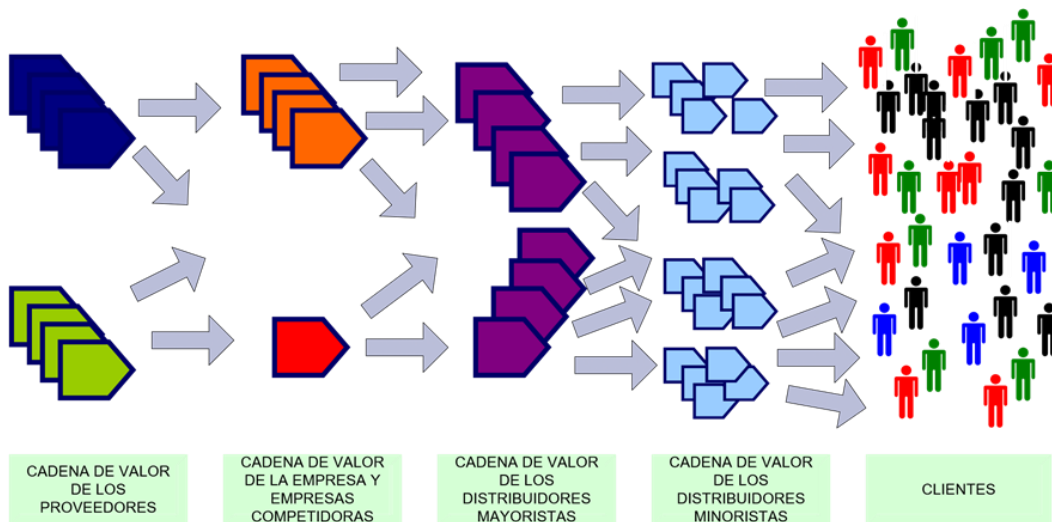 CADENA DE VALOR
DE LOS
PROVEEDORES
CADENA DE VALOR
DE LA EMPRESA Y
EMPRESAS
COMPETIDORAS
CADENA DE VALOR
DE LOS
DISTRIBUIDORES
MAYORISTAS
CADENA DE VALOR
DE LOS
DISTRIBUIDORES
MINORISTAS
CLIENTES